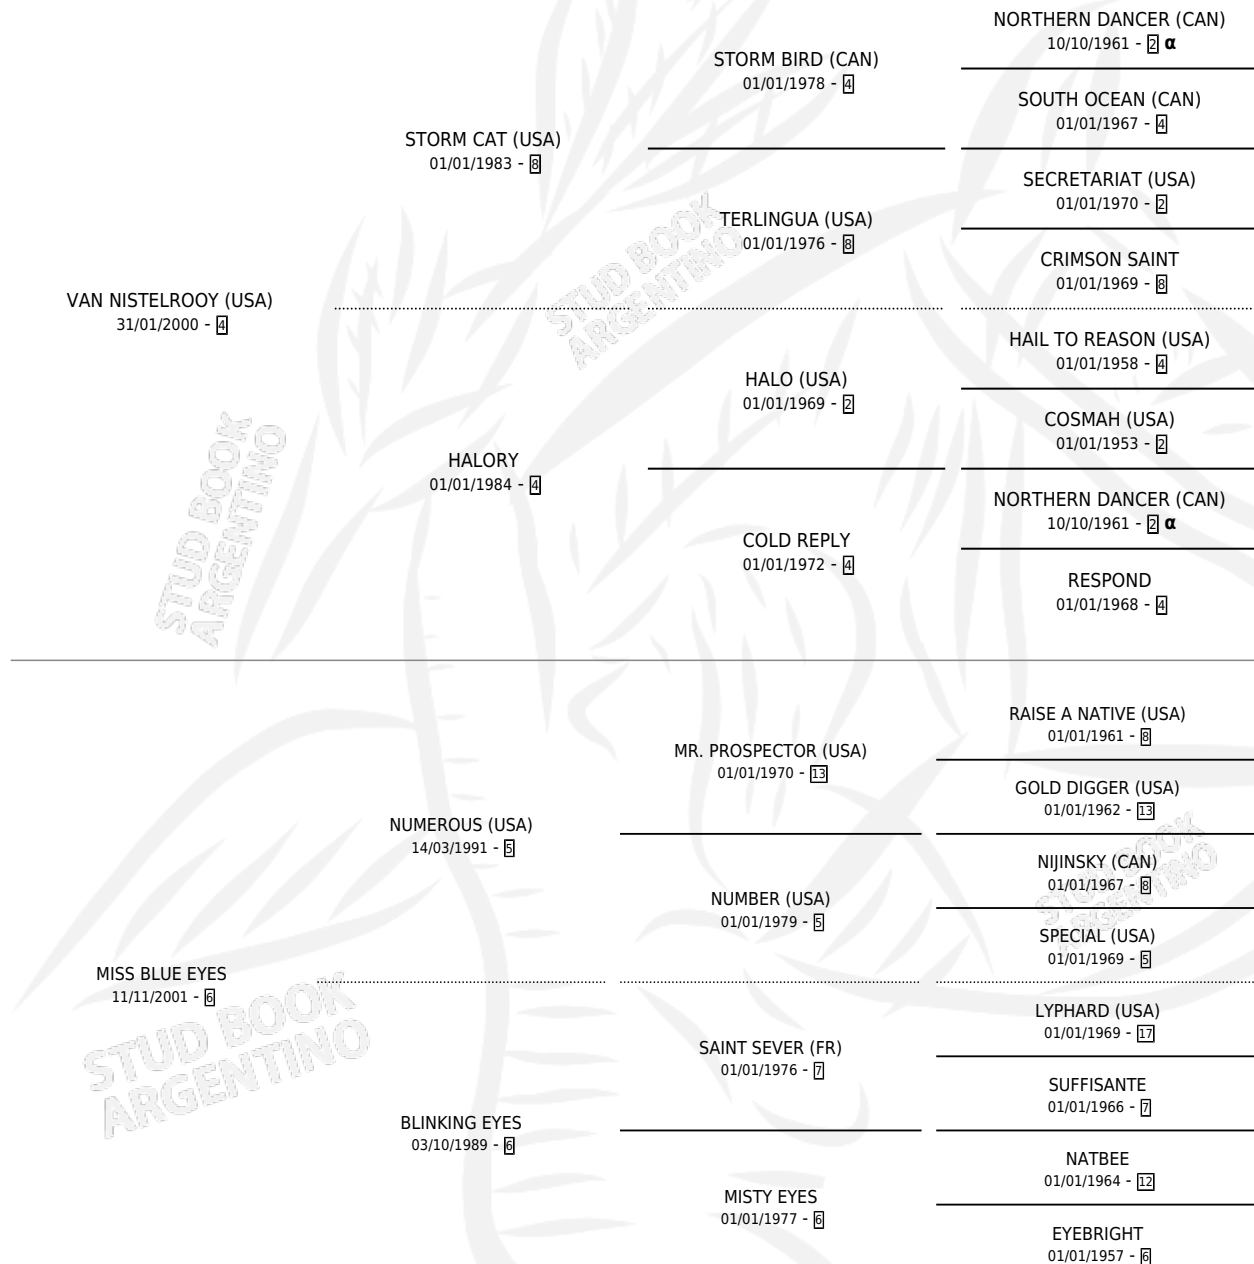 NORTHERN DANCER (CAN)
10/10/1961 - 2 α
STORM BIRD (CAN)
01/01/1978 - 4
SOUTH OCEAN (CAN)
01/01/1967 - 4
STORM CAT (USA)
01/01/1983 - 8
SECRETARIAT (USA)
01/01/1970 - 2
TERLINGUA (USA)
01/01/1976 - 8
CRIMSON SAINT
01/01/1969 - 8
VAN NISTELROOY (USA)
31/01/2000 - 4
HAIL TO REASON (USA)
01/01/1958 - 4
HALO (USA)
01/01/1969 - 2
COSMAH (USA)
01/01/1953 - 2
HALORY
01/01/1984 - 4
NORTHERN DANCER (CAN)
10/10/1961 - 2 α
COLD REPLY
01/01/1972 - 4
RESPOND
01/01/1968 - 4
RAISE A NATIVE (USA)
01/01/1961 - 8
MR. PROSPECTOR (USA)
01/01/1970 - 13
GOLD DIGGER (USA)
01/01/1962 - 13
NUMEROUS (USA)
14/03/1991 - 5
NIJINSKY (CAN)
01/01/1967 - 8
NUMBER (USA)
01/01/1979 - 5
SPECIAL (USA)
01/01/1969 - 5
MISS BLUE EYES
11/11/2001 - 6
LYPHARD (USA)
01/01/1969 - 17
SAINT SEVER (FR)
01/01/1976 - 7
SUFFISANTE
01/01/1966 - 7
BLINKING EYES
03/10/1989 - 6
NATBEE
01/01/1964 - 12
MISTY EYES
01/01/1977 - 6
EYEBRIGHT
01/01/1957 - 6
STUD BOOK
ARGENTINO
STUD BOOK
ARGENTINO
STUD BOOK
ARGENTINO
STUD BOOK
ARGENTINO